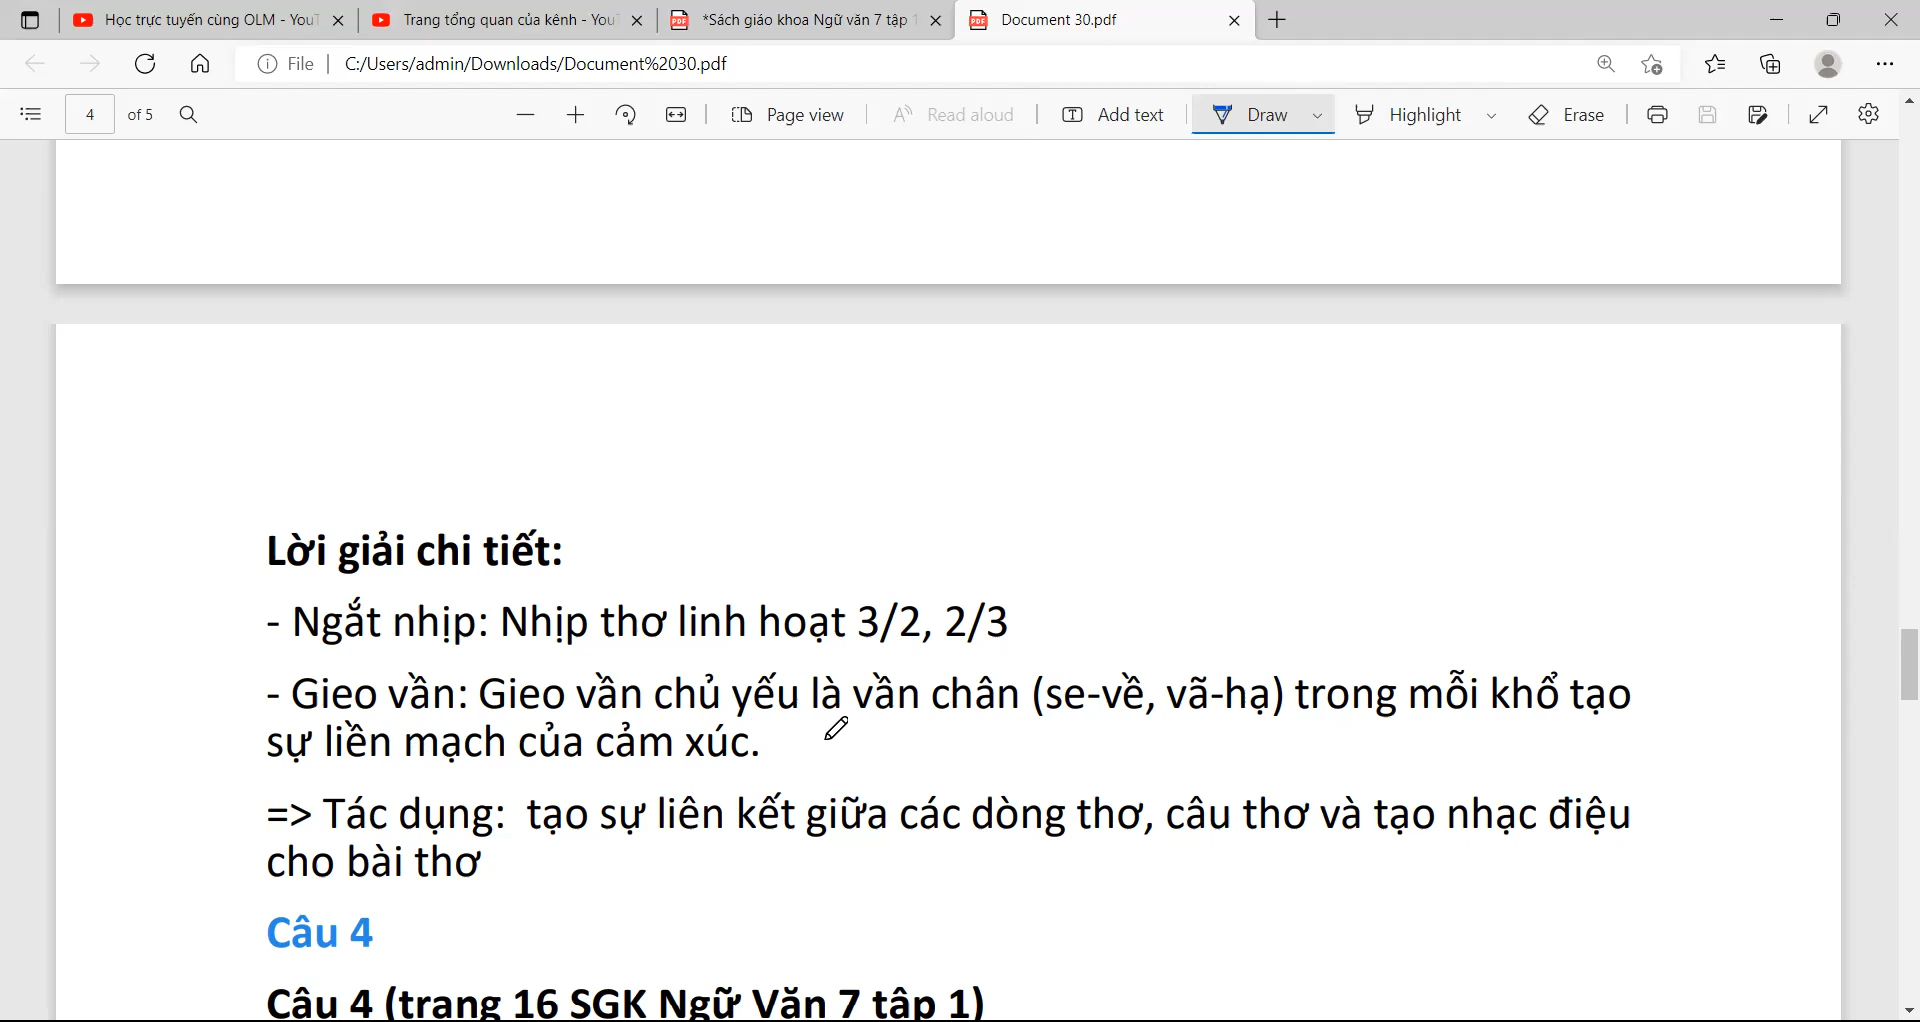 Học trực tuyến cùng OLM - YouT
Trang tổng quan của kênh - You
*Sách giáo khoa Ngữ văn 7 tập 1
Document 30.pdf
File
C:/Users/admin/Downloads/Document%2030.pdf
4 of 5
Page view
Read aloud
Add text
Draw
Highlight
Erase
Lời giải chi tiết:
- Ngắt nhịp: Nhịp thơ linh hoạt 3/2, 2/3
- Gieo vần: Gieo vần chủ yếu là vần chân (se-về, vã-hạ) trong mỗi khổ tạo
sự liền mạch của cảm xúc.
=> Tác dụng: tạo sự liên kết giữa các dòng thơ, câu thơ và tạo nhạc điệu
cho bài thơ
Câu 4
Câu 4 (trang 16 SGK Ngữ Văn 7 tập 1)